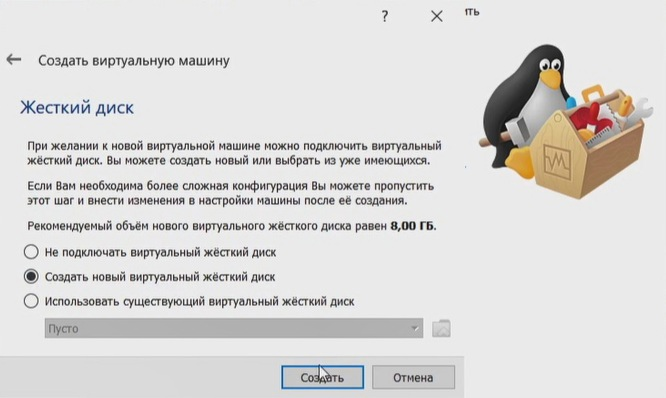 ?
ять
Создать виртуальную машину
Жесткий диск
При желании к новой виртуальной машине можно подключить виртуальный
жёсткий диск. Вы можете создать новый или выбрать из уже имеющихся.
Если Вам необходима более сложная конфигурация Вы можете пропустить
этот шаг и внести изменения в настройки машины после её создания.
Рекомендуемый объём нового виртуального жёсткого диска равен 8,00 ГБ.
Не подключать виртуальный жёсткий диск
Создать новый виртуальный жёсткий диск
Использовать существующий виртуальный жёсткий диск
Пусто
Создать
Отмена